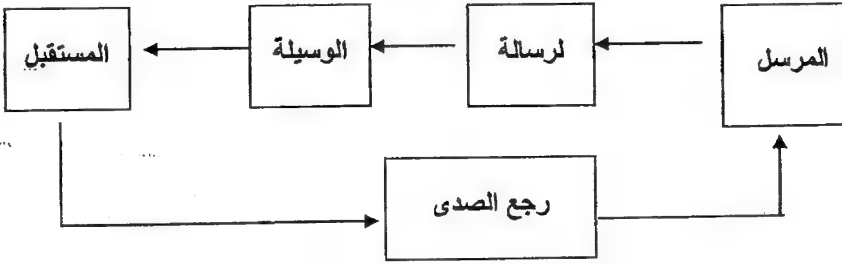 المرسل
لرسالة
الوسيلة
المستقبل
رجع الصدى